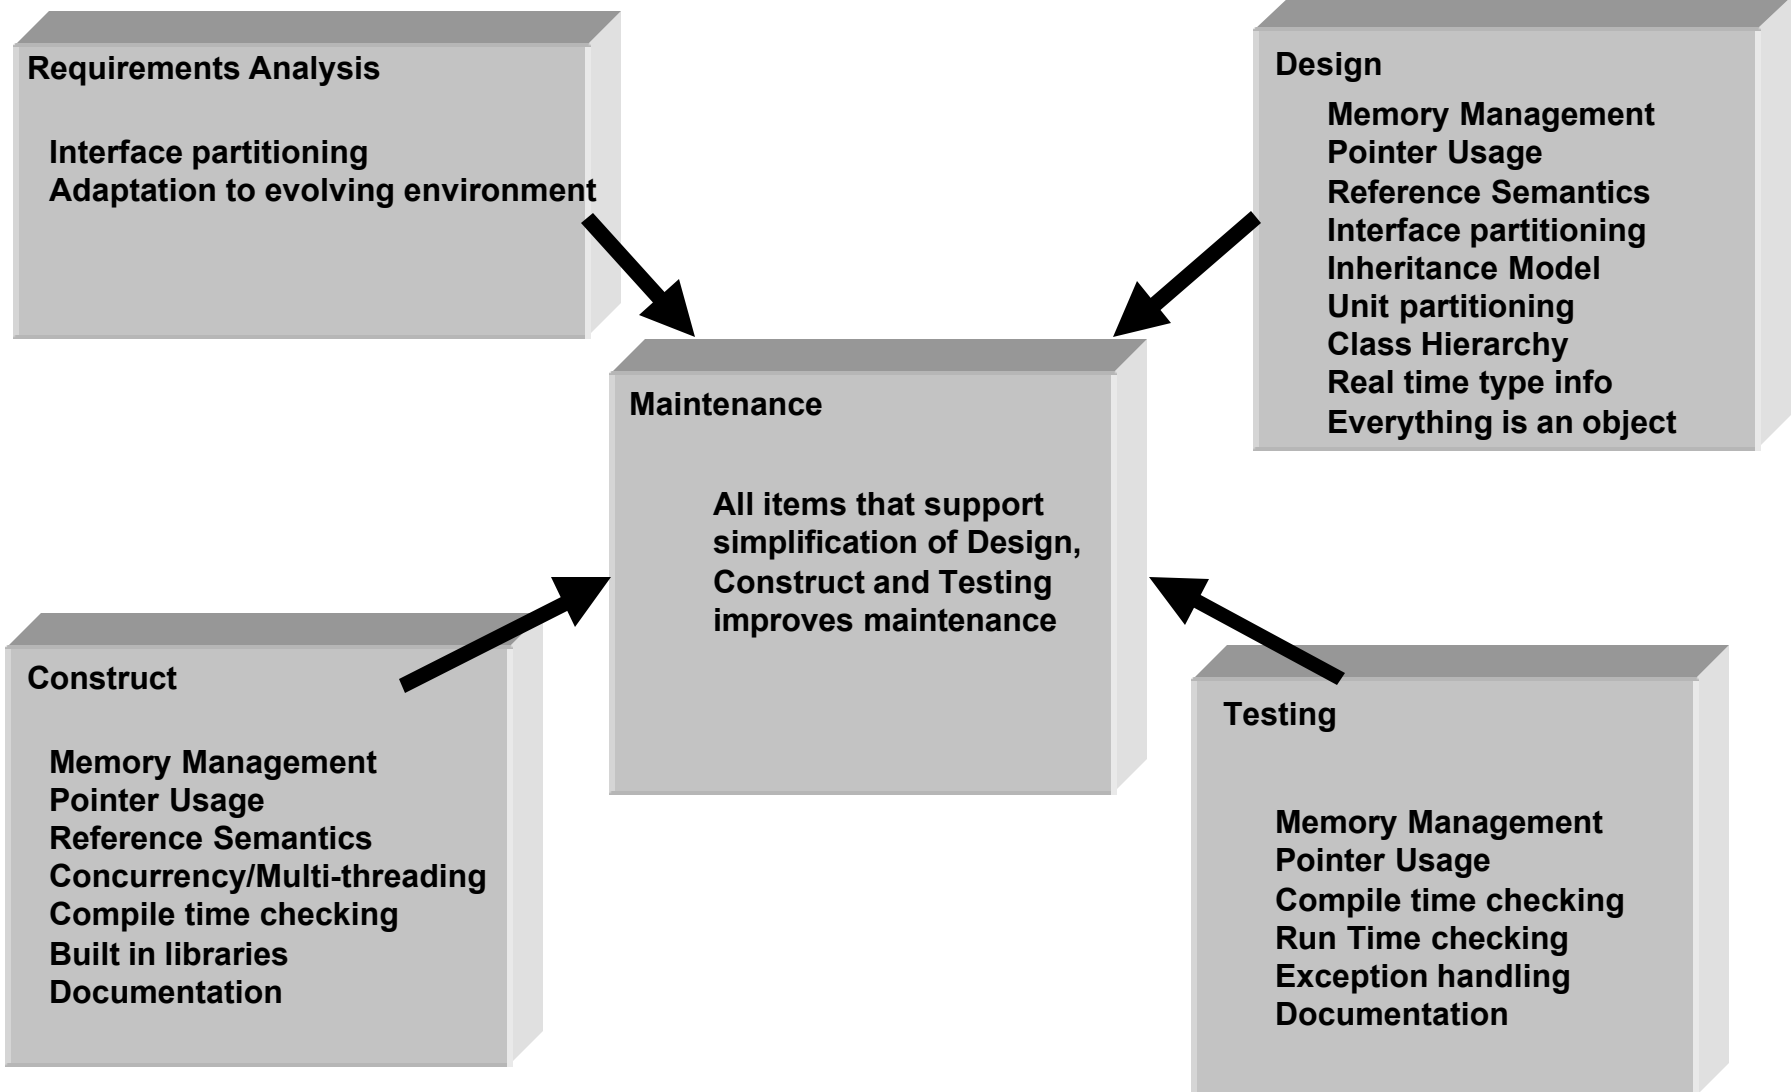 Requirements Analysis
Interface partitioning
Adaptation to evolving environment
Design
Memory Management
Pointer Usage
Reference Semantics
Interface partitioning
Inheritance Model
Unit partitioning
Class Hierarchy
Real time type info
Everything is an object
Maintenance
All items that support
simplification of Design,
Construct and Testing
improves maintenance
Construct
Memory Management
Pointer Usage
Reference Semantics
Concurrency/Multi-threading
Compile time checking
Built in libraries
Documentation
Testing
Memory Management
Pointer Usage
Compile time checking
Run Time checking
Exception handling
Documentation